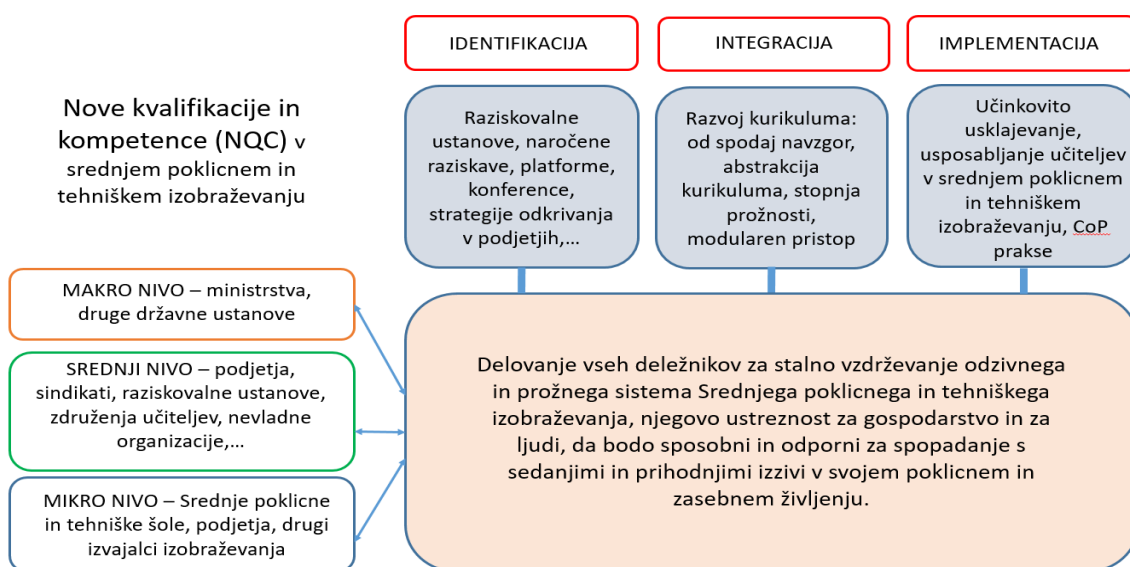 IDENTIFIKACIJA
INTEGRACIJA
IMPLEMENTACIJA
Nove kvalifikacije in
kompetence (NQC) v
srednjem poklicnem in
tehniškem izobraževanju
Raziskovalne
ustanove, naročene
raziskave, platforme,
konference,
strategije odkrivanja
v podjetjih,...
Razvoj kurikuluma:
od spodaj navzgor,
abstrakcija
kurikuluma, stopnja
prožnosti,
modularen pristop
Učinkovito
usklajevanje,
usposabljanje učiteljev
v srednjem poklicnem
in tehniškem
izobraževanju, CoP
prakse
MAKRO NIVO – ministrstva,
druge državne ustanove
SREDNJI NIVO – podjetja,
sindikati, raziskovalne ustanove,
združenja učiteljev, nevladne
organizacije,...
MIKRO NIVO – Srednje poklicne
in tehniške šole, podjetja, drugi
izvajalci izobraževanja
Delovanje vseh deležnikov za stalno vzdrževanje odzivnega
in prožnega sistema Srednjega poklicnega in tehniškega
izobraževanja, njegovo ustreznost za gospodarstvo in za
ljudi, da bodo sposobni in odporni za spopadanje s
sedanjimi in prihodnjimi izzivi v svojem poklicnem in
zasebnem življenju.